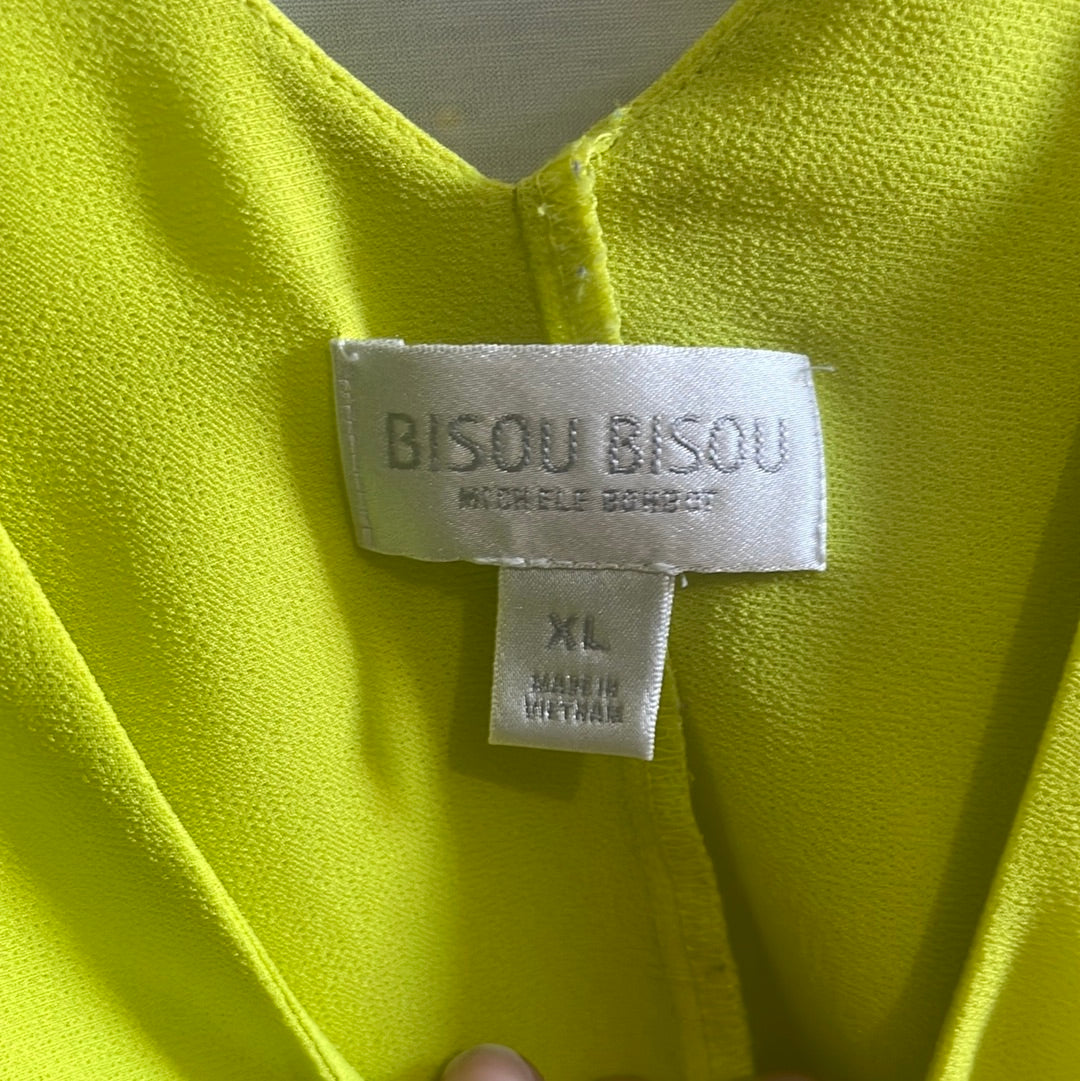 BISOU BISOU
MICHELE BOHBOT
XL
MADE IN
VIETNAM